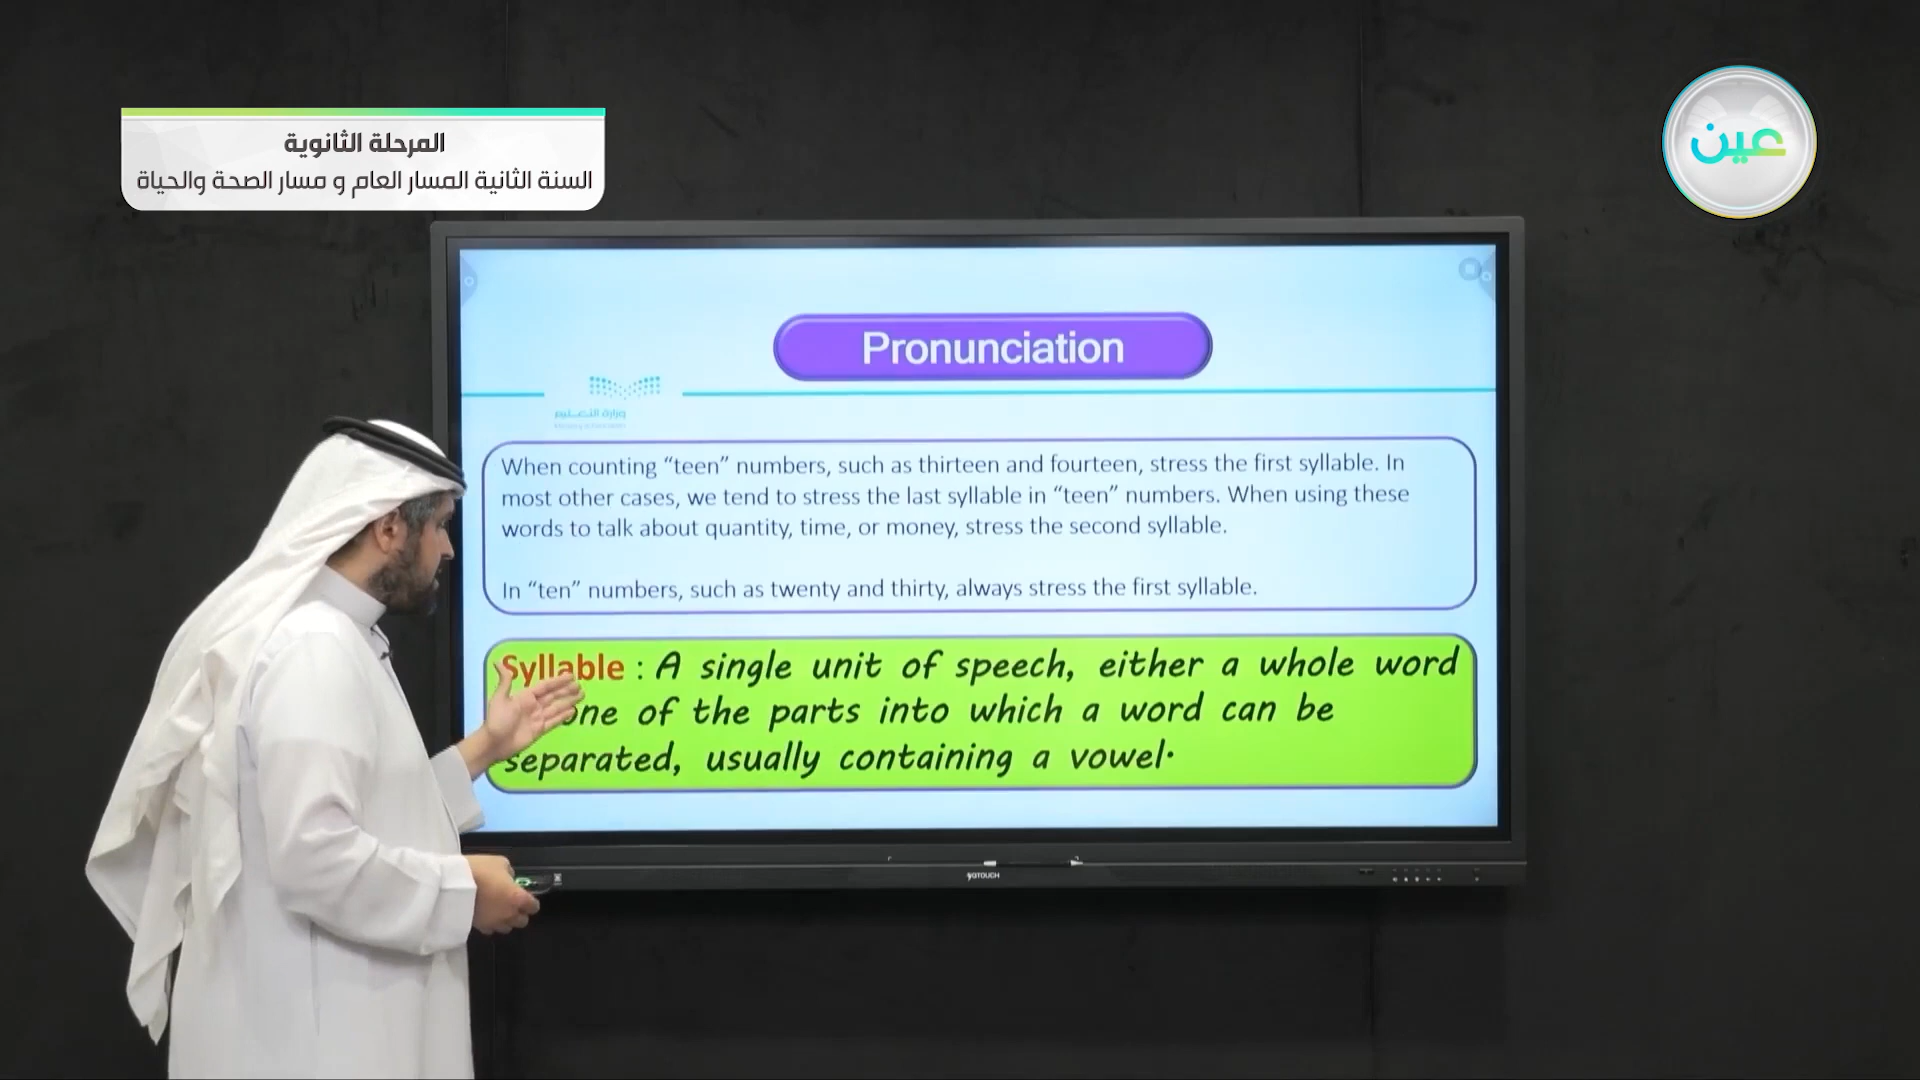 المرحلة الثانوية
السنة الثانية المسار العام و مسار الصحة والحياة
عين
Pronunciation
وزارة التعليم
When counting “teen” numbers, such as thirteen and fourteen, stress the first syllable. In
most other cases, we tend to stress the last syllable in “teen” numbers. When using these
words to talk about quantity, time, or money, stress the second syllable.
In “ten” numbers, such as twenty and thirty, always stress the first syllable.
Syllable : A single unit of speech, either a whole word
one of the parts into which a word can be
separated, usually containing a vowel.